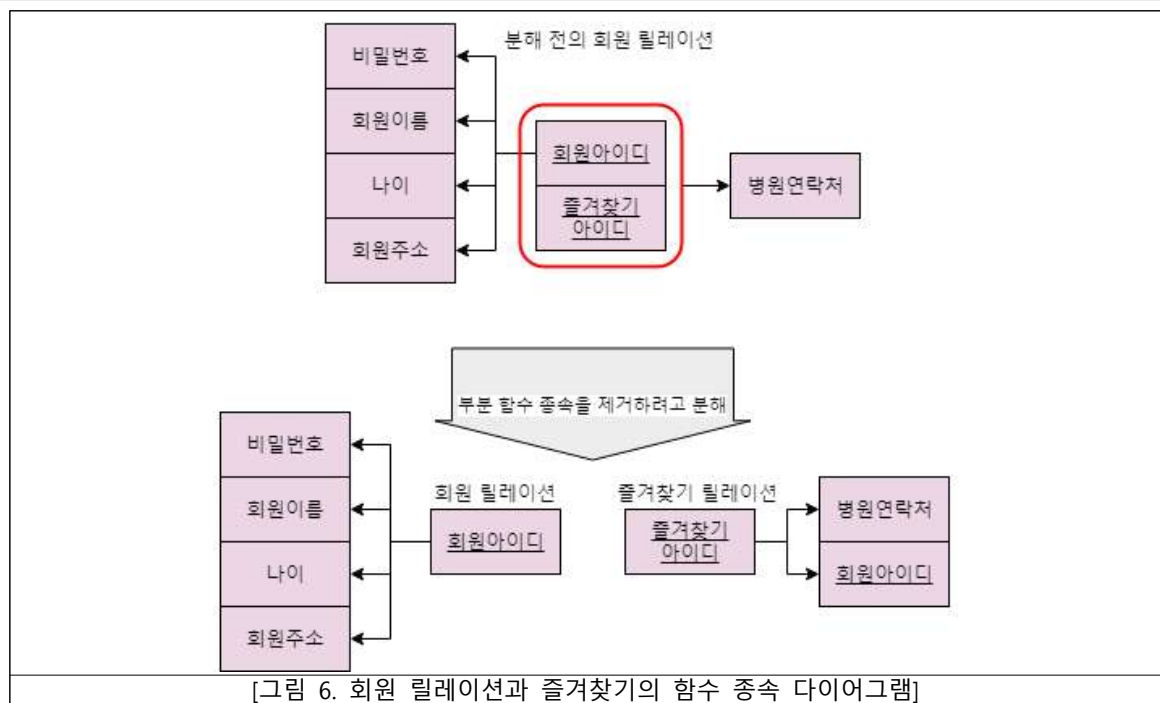 분해 전의 회원 릴레이션
비밀번호
회원이름
나이
회원주소
회원아이디
즐겨찾기
아이디
병원연락처
부분 함수 종속을 제거하려고 분해
비밀번호
회원이름
나이
회원주소
회원 릴레이션
회원아이디
즐겨찾기 릴레이션
즐겨찾기
아이디
병원연락처
회원아이디
[그림 6. 회원 릴레이션과 즐겨찾기의 함수 종속 다이어그램]